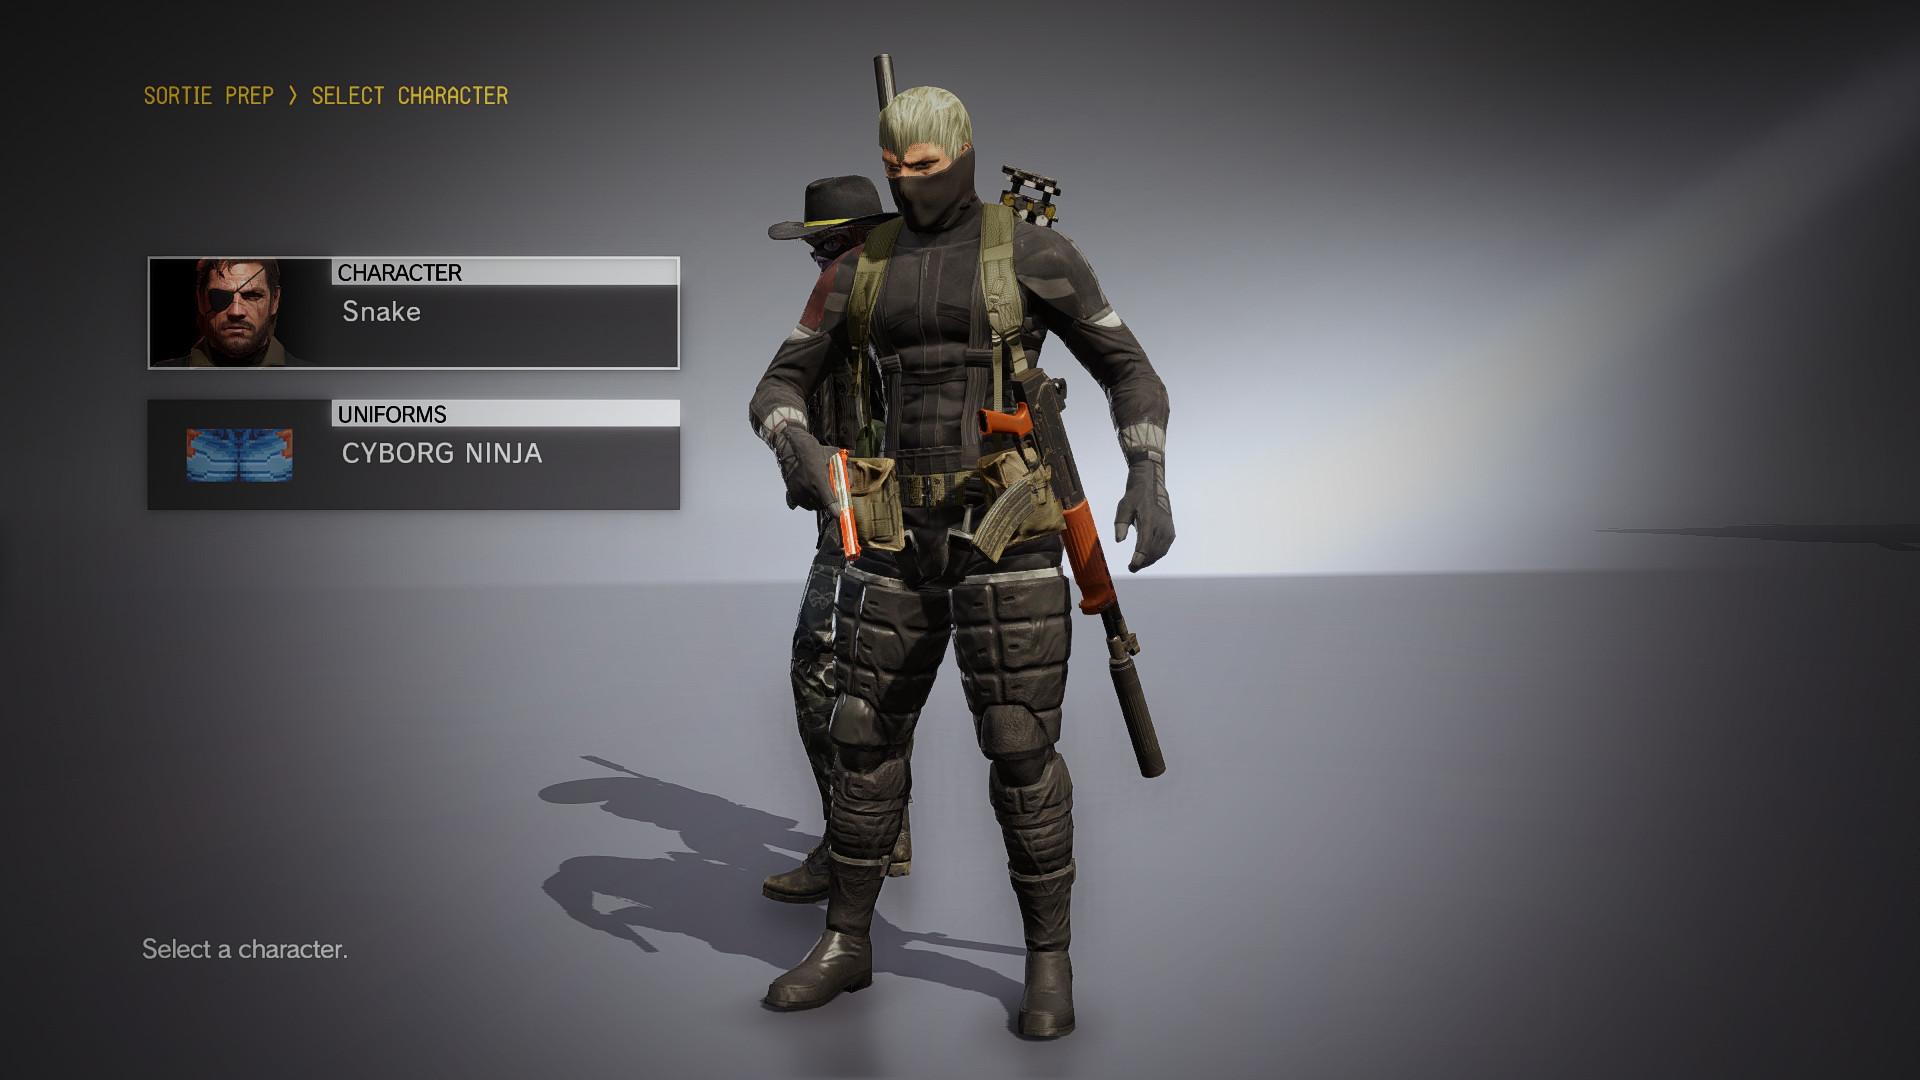 SORTIE PREP > SELECT CHARACTER
CHARACTER
Snake
UNIFORMS
CYBORG NINJA
Select a character.